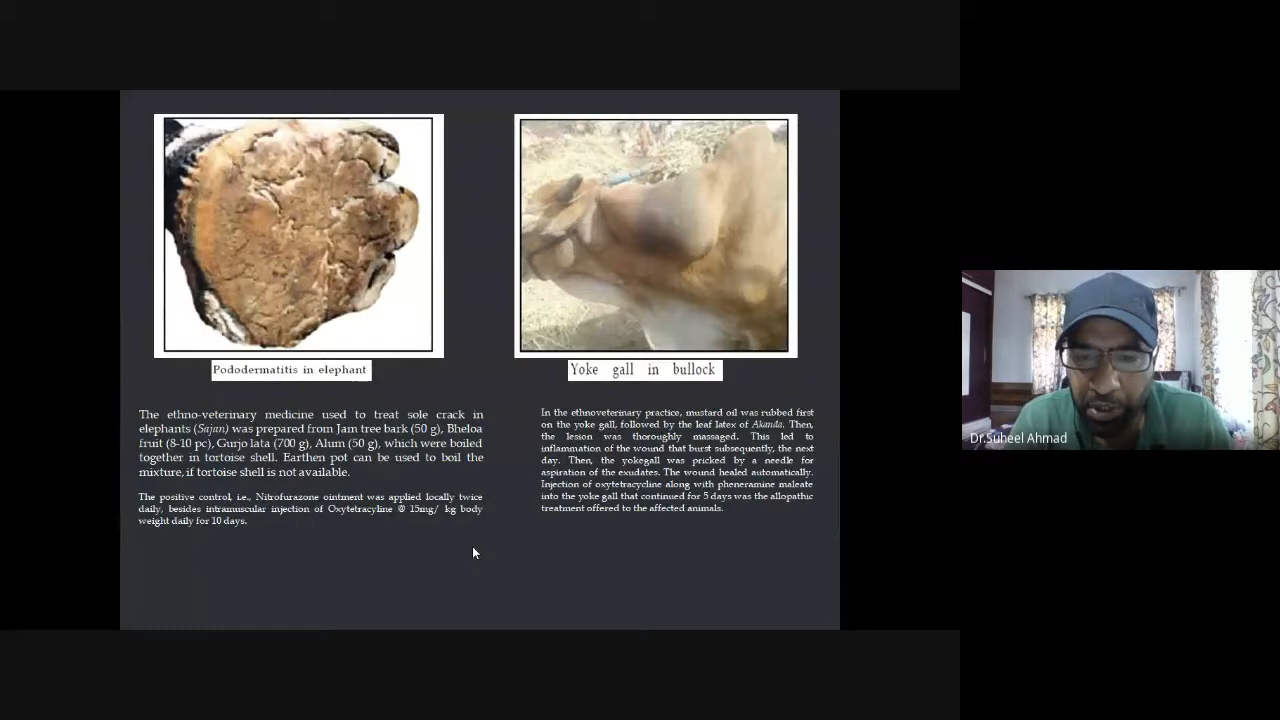 Pododermatitis in elephant
The ethno-veterinary medicine used to treat sole crack in
elephants (Sajan) was prepared from Jam tree bark (50 g), Bheloa
fruit (8-10 pc), Gurjo lata (700 g), Alum (50 g), which were boiled
together in tortoise shell. Earthen pot can be used to boil the
mixture, if tortoise shell is not available.
The positive control, i.e., Nitrofurazone ointment was applied locally twice
daily, besides intramuscular injection of Oxytetracyline @ 15mg/ kg body
weight daily for 10 days.
Yoke gall in bullock
In the ethnoveterinary practice, mustard oil was rubbed first
on the yoke gall, followed by the leaf latex of Akanda. Then,
the lesion was thoroughly massaged. This led to
inflammation of the wound that burst subsequently, the next
day. Then, the yokegall was pricked by a needle for
aspiration of the exudates. The wound healed automatically.
Injection of oxytetracycline along with pheneramine maleate
into the yoke gall that continued for 5 days was the allopathic
treatment offered to the affected animals.
Dr.Suheel Ahmad